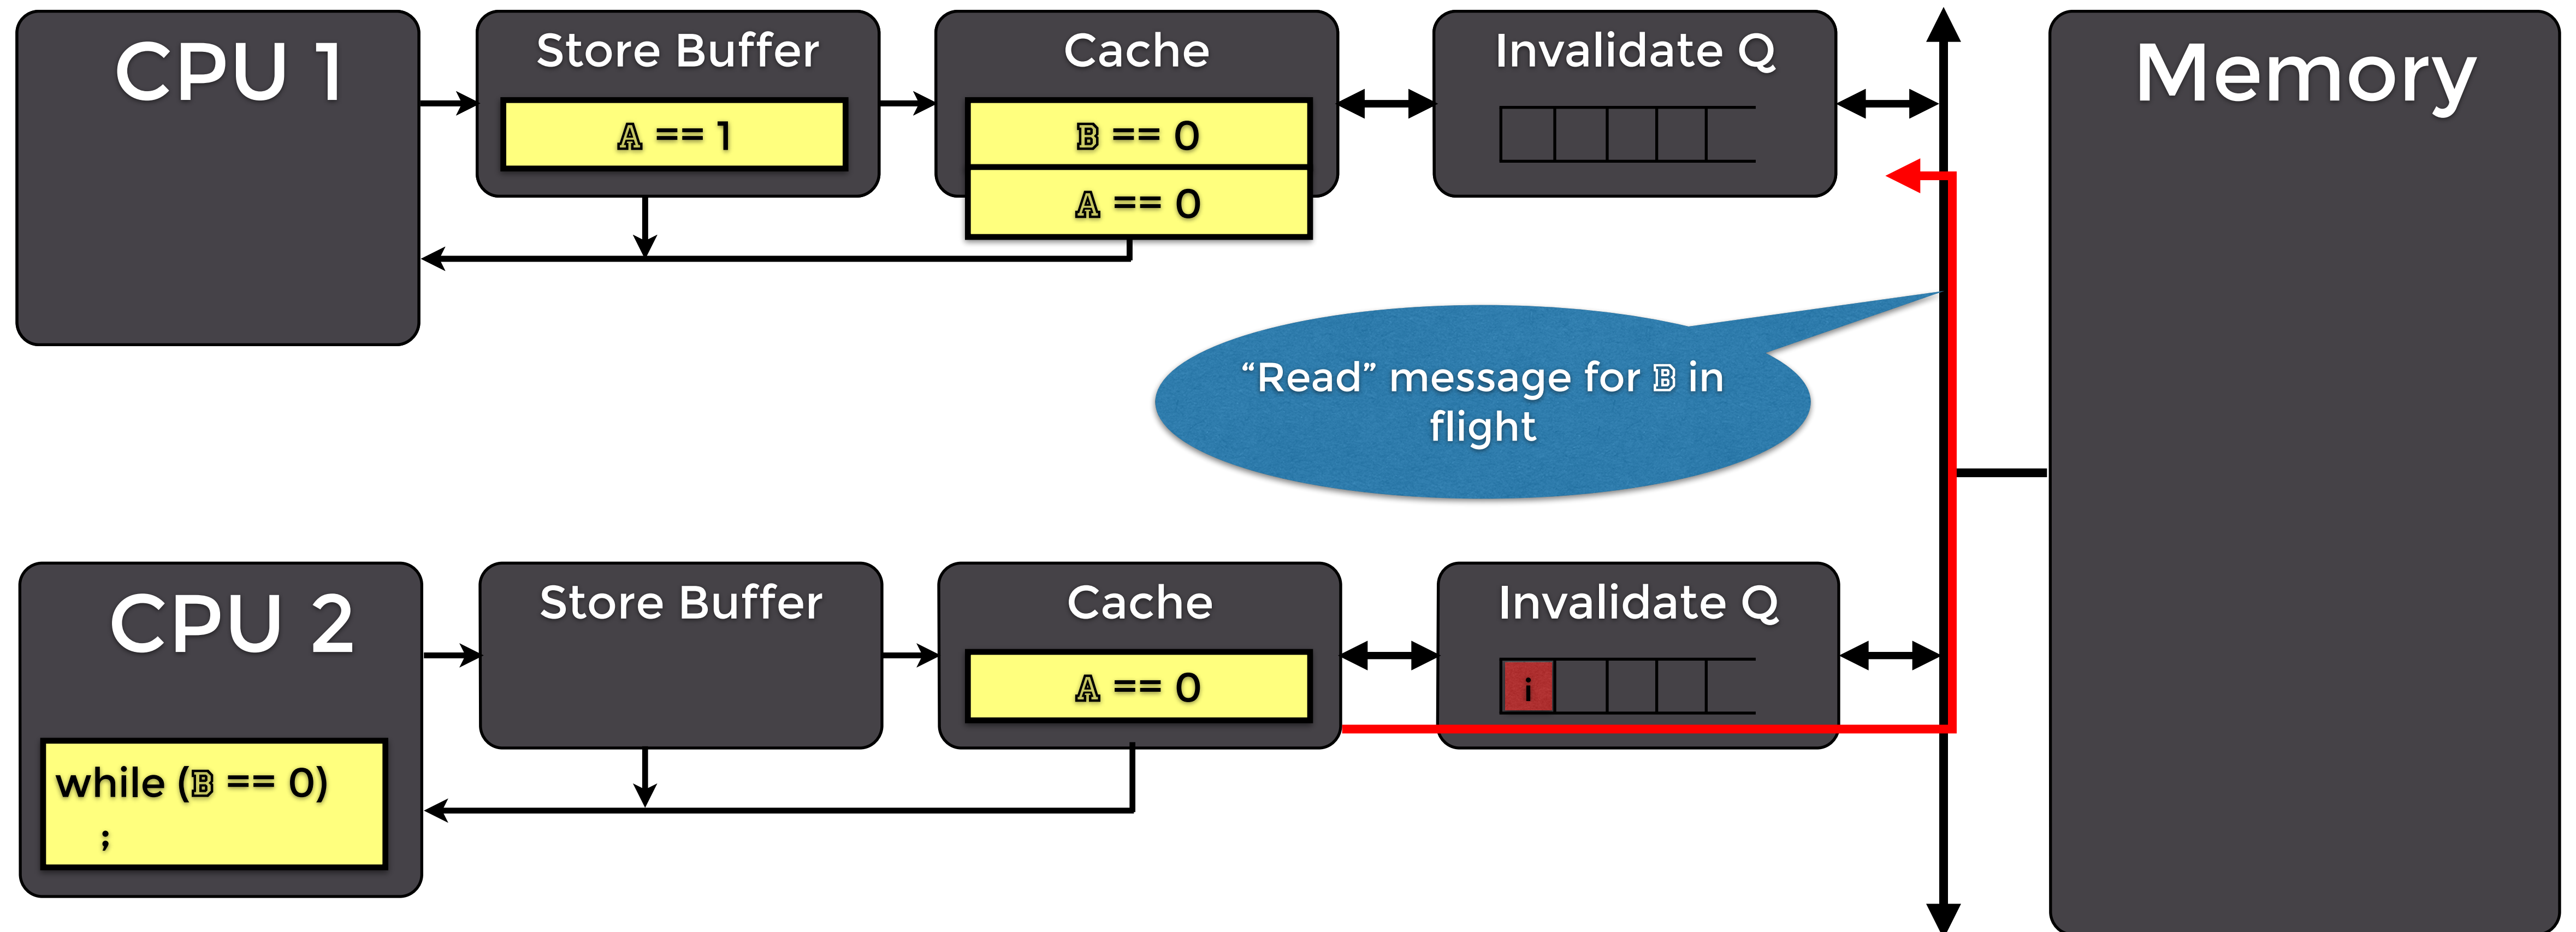 CPU 1
Store Buffer
A == 1
Cache
B == 0
A == 0
Invalidate Q
Memory
“Read” message for B in
flight
CPU 2
while (B == 0)
;
Store Buffer
Cache
A == 0
Invalidate Q
i